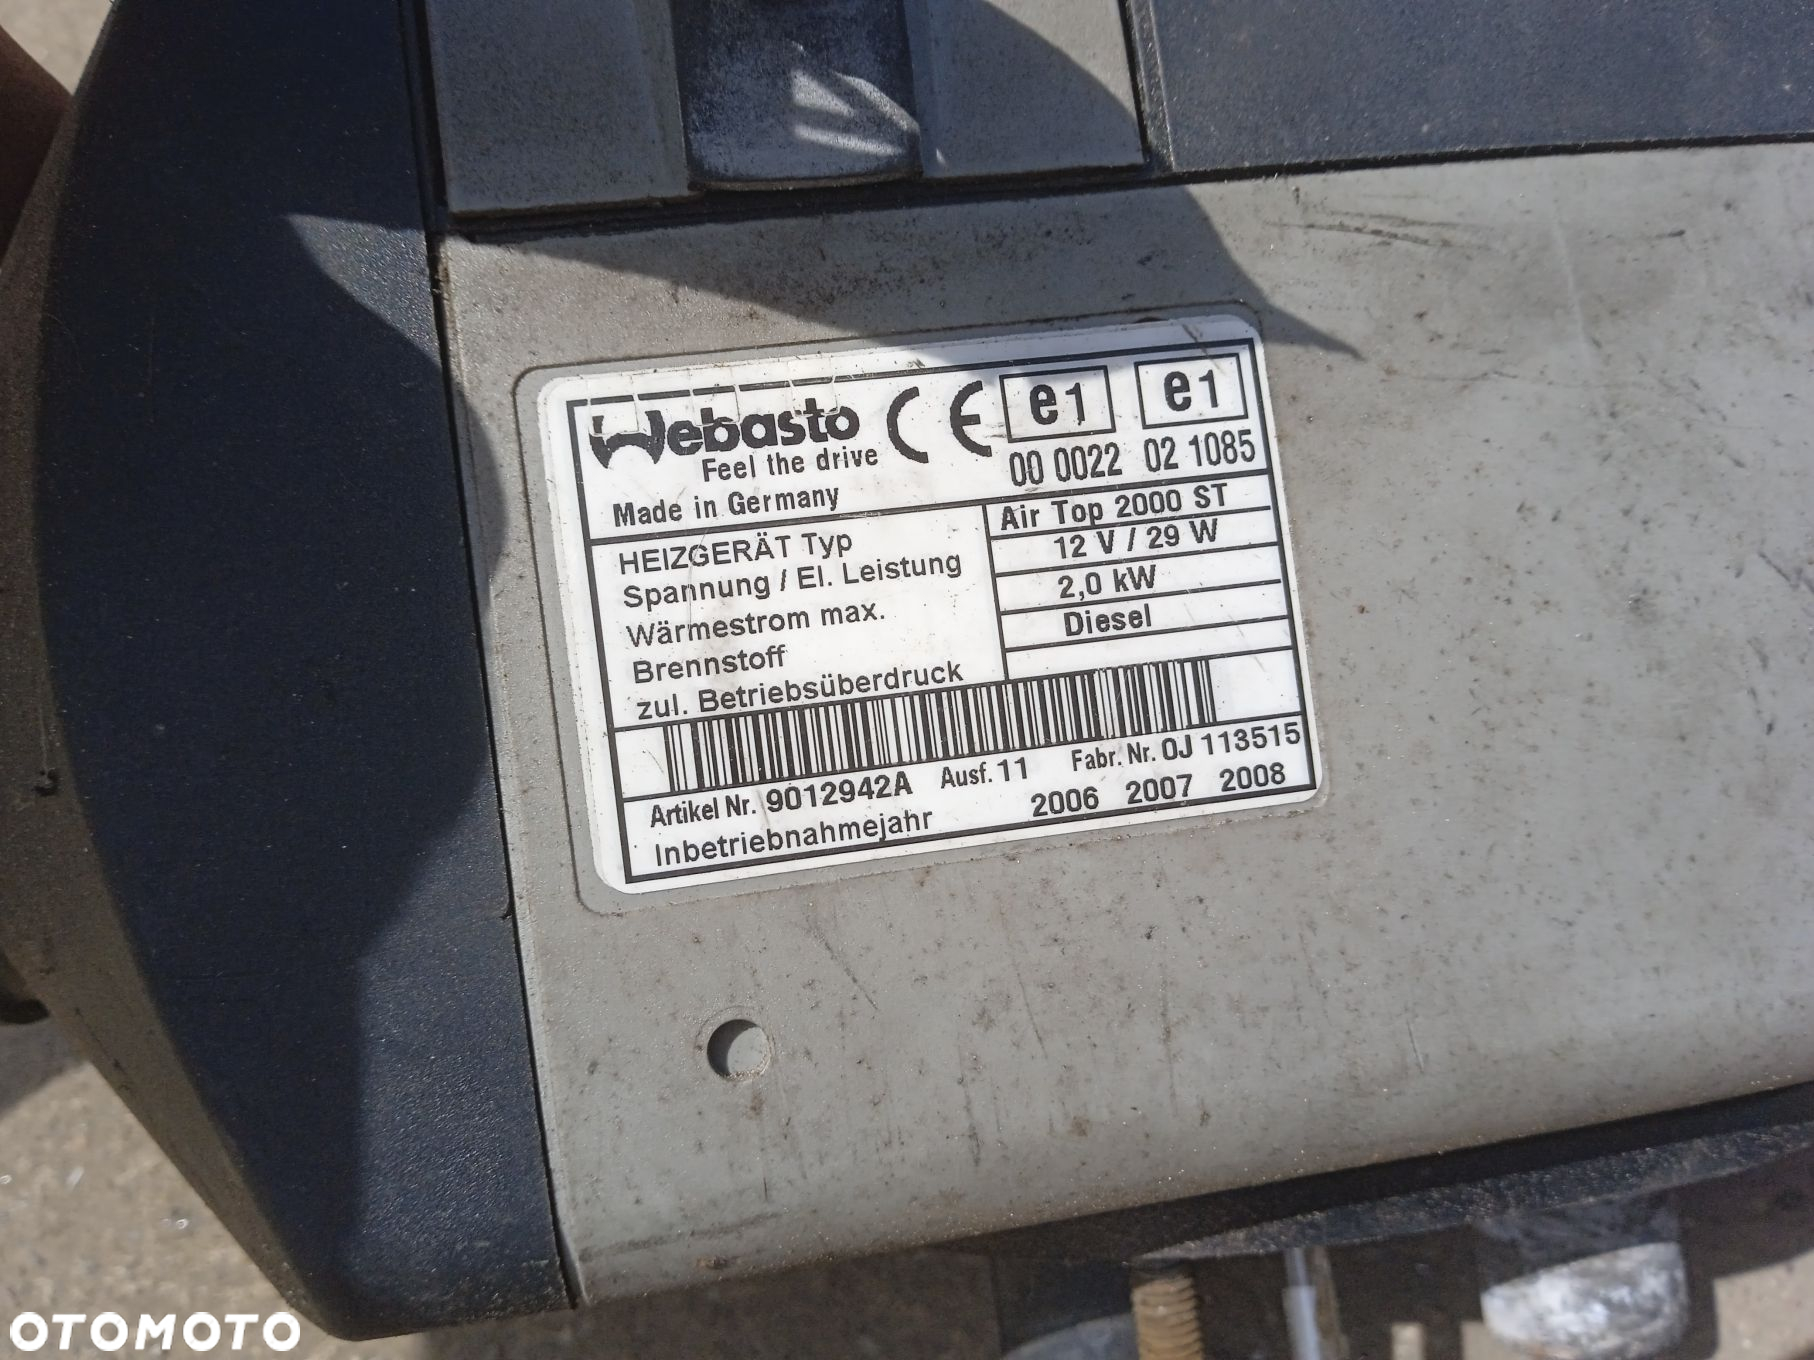 Webasto
Feel the drive
CE e1 e1
00 0022 02 1085
Made in Germany
HEIZGERÄT Typ Air Top 2000 ST
Spannung / El. Leistung 12 V / 29 W
Wärmestrom max. 2,0 kW
Brennstoff Diesel
zul. Betriebsüberdruck
Artikel Nr. 9012942A Ausf. 11 Fabr. Nr. 0J 113515
Inbetriebnahmejahr 2006 2007 2008
OTOMOTO